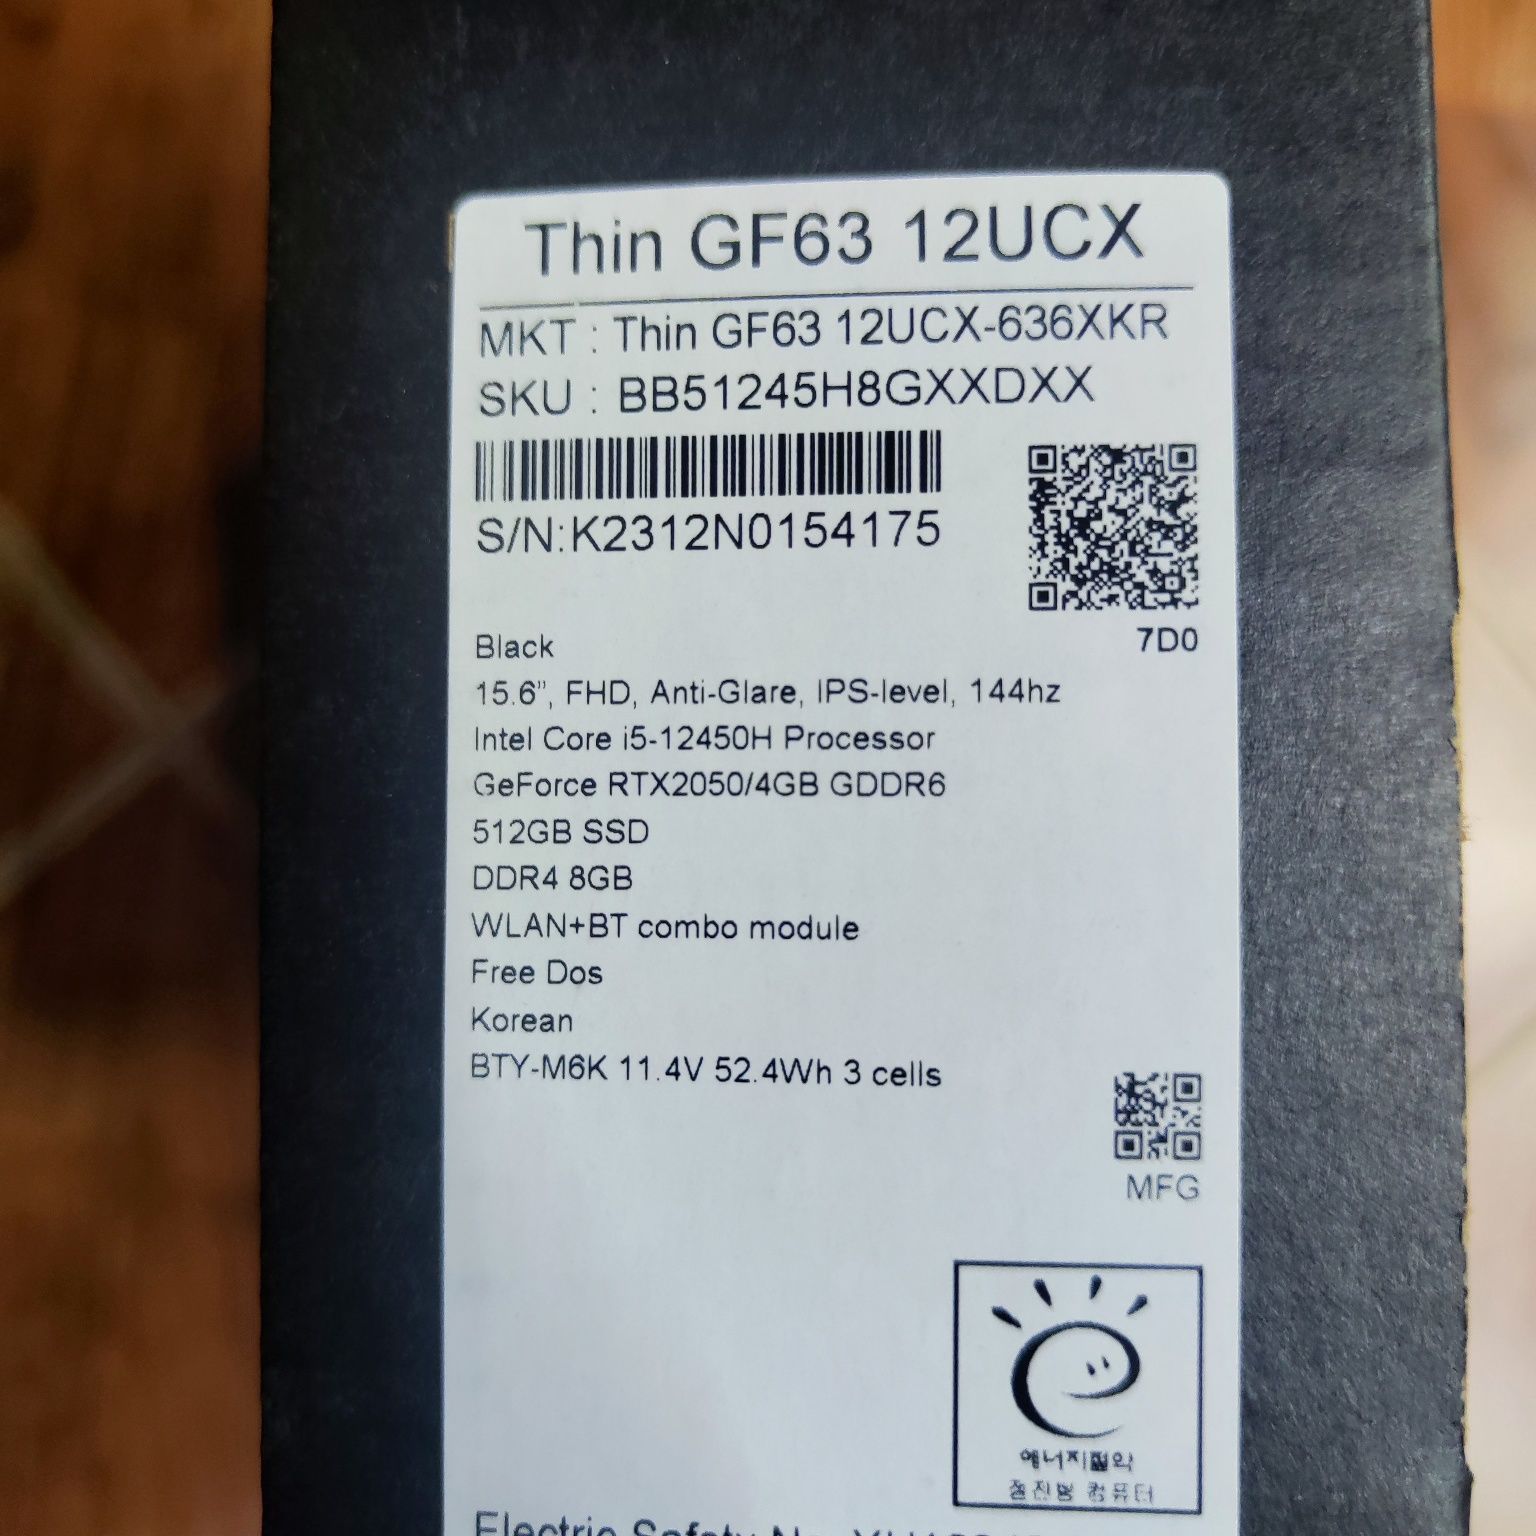 Thin GF63 12UCX
MKT : Thin GF63 12UCX-636XKR
SKU : BB51245H8GXXDXX
S/N:K2312N0154175
7D0
Black
15.6", FHD, Anti-Glare, IPS-level, 144hz
Intel Core i5-12450H Processor
GeForce RTX2050/4GB GDDR6
512GB SSD
DDR4 8GB
WLAN+BT combo module
Free Dos
Korean
BTY-M6K 11.4V 52.4Wh 3 cells
MFG
에너지절약
컴퓨터
Electric Safety No